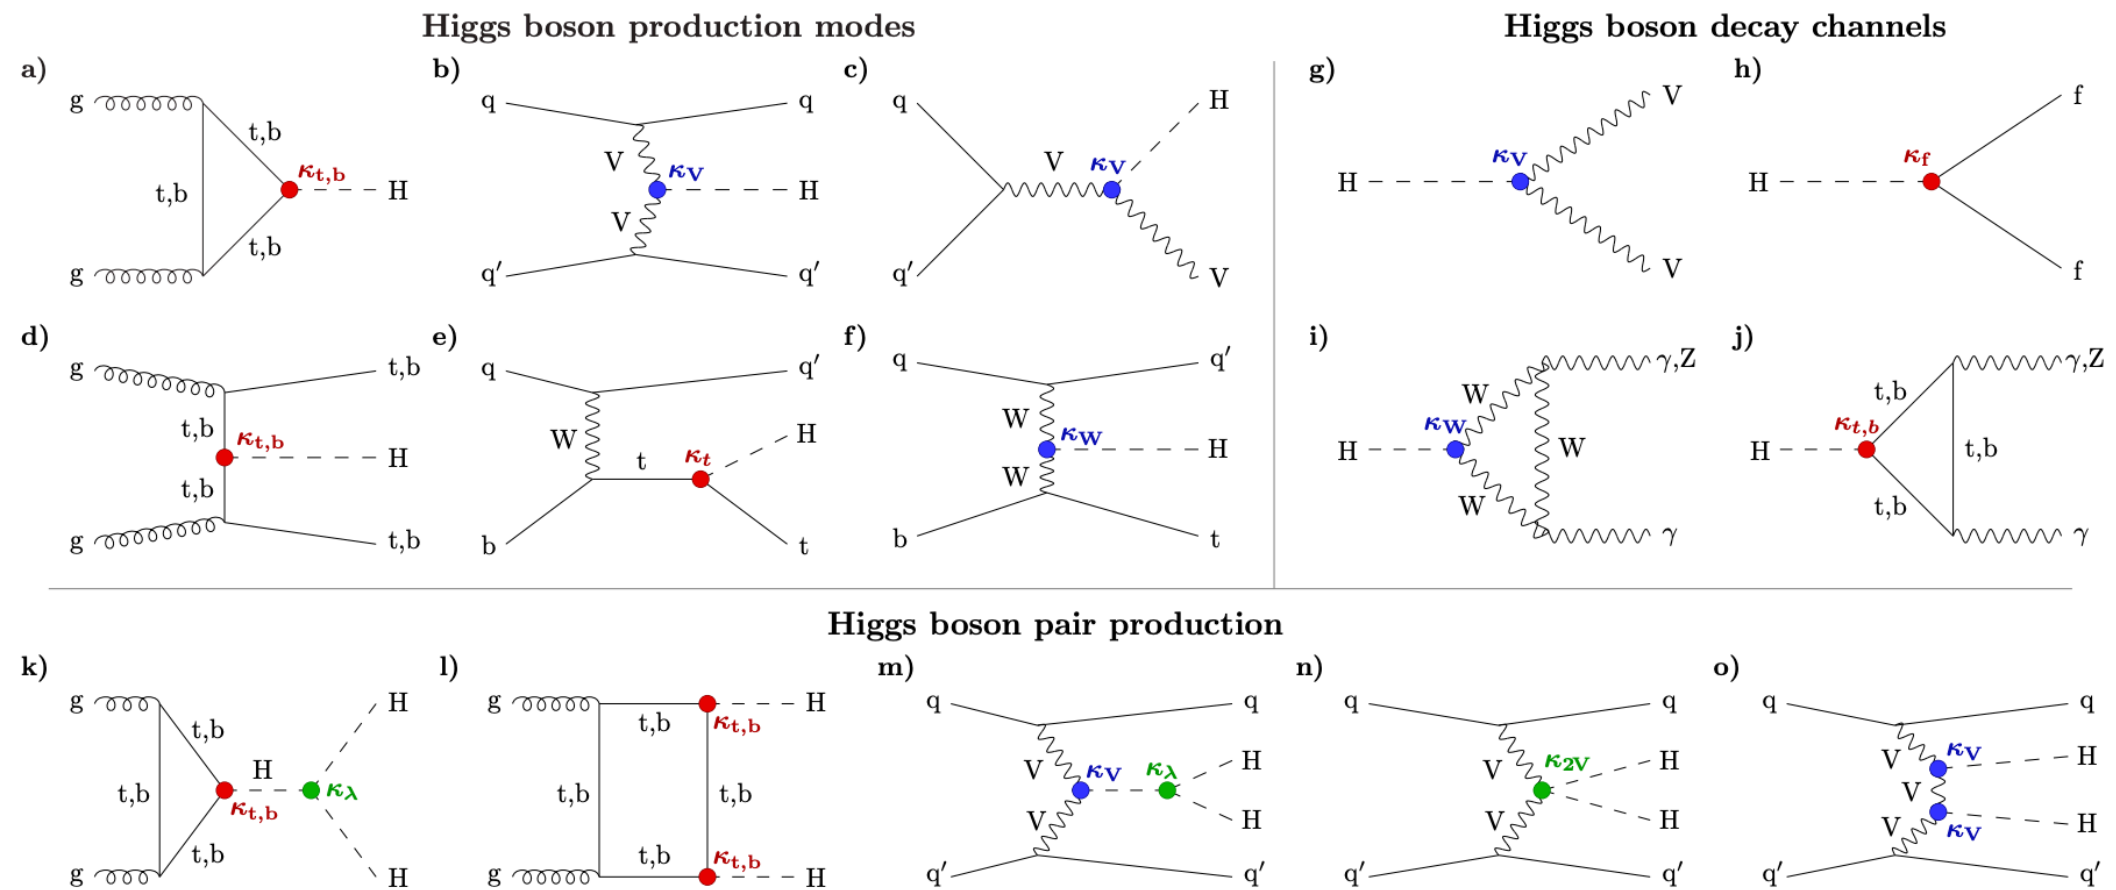 Higgs boson production modes
Higgs boson decay channels
a)
g
t,b
κt,b
t,b
H
t,b
g
b)
q
q
V
κV
H
V
q′
q′
c)
q
H
V
κV
q′
V
g)
V
κV
H
V
h)
f
κf
H
f
d)
g
t,b
t,b
κt,b
H
t,b
g
t,b
e)
q
q′
W
H
t
κt
b
t
f)
q
q′
W
κW
H
W
b
t
i)
γ,Z
W
κW
H
W
W
γ
j)
γ,Z
t,b
κt,b
H
t,b
t,b
γ
Higgs boson pair production
k)
g
H
t,b
H
t,b
κλ
κt,b
t,b
g
H
l)
g
H
t,b
κt,b
t,b
t,b
t,b
κt,b
g
H
m)
q
q
H
V
κV
κλ
V
H
q′
q′
n)
q
q
κ2V
H
V
V
H
q′
q′
o)
q
q
V
κV
H
V
V
κV
H
q′
q′